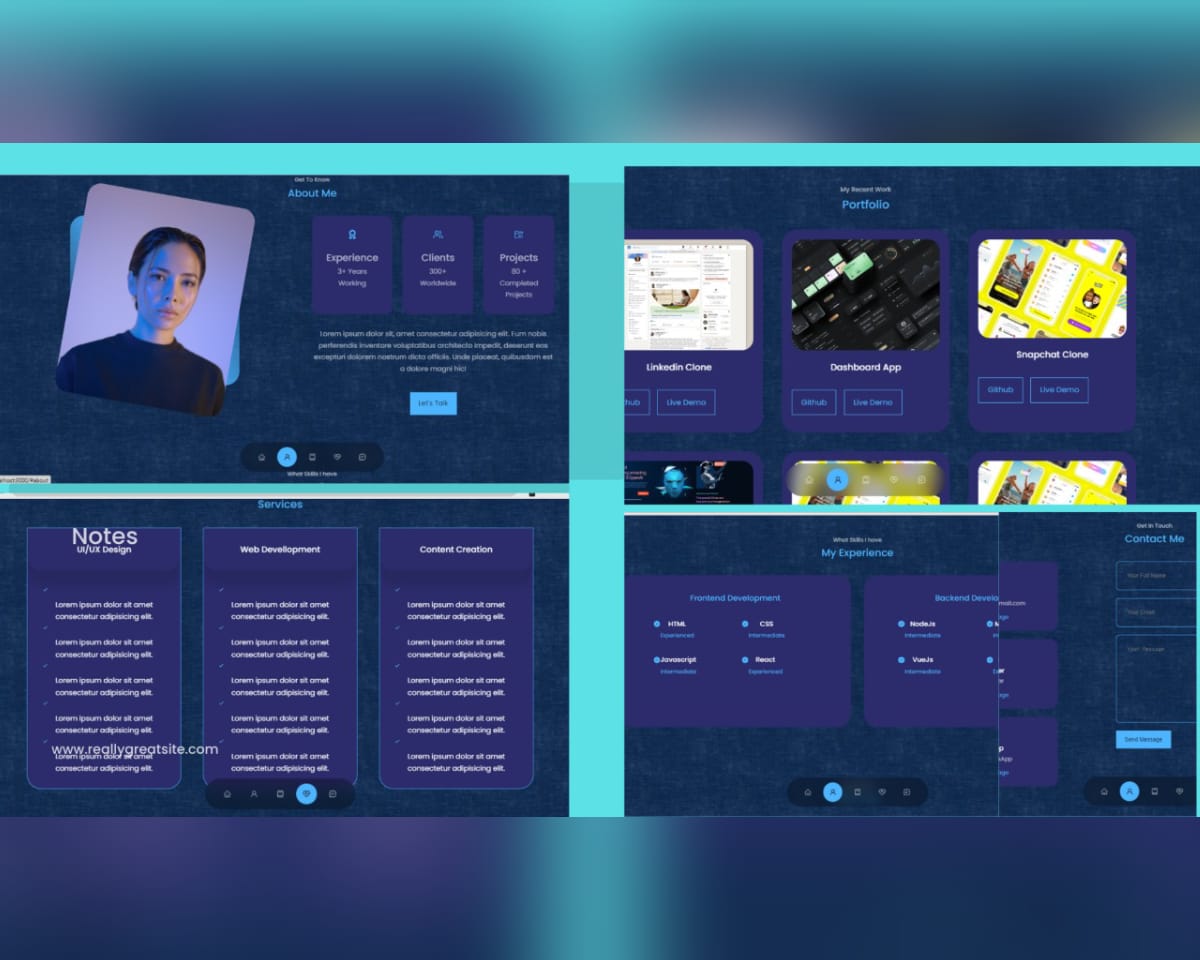 Get To Know
About Me
Experience
3+ Years
Working
Clients
300+
Worldwide
Projects
80 +
Completed
Projects
Lorem ipsum dolor sit, amet consectetur adipisicing elit. Eum nobis
perferendis inventore voluptatibus architecto impedit, deserunt eos
excepturi dolorem nostrum dicta officiis. Unde placeat, quibusdam est
a dolore magni hic!
Let's Talk
What Skills I have
My Recent Work
Portfolio
Linkedin Clone
Live Demo
Dashboard App
Github
Live Demo
Snapchat Clone
Github
Live Demo
Services
Notes
UI/UX Design
Lorem ipsum dolor sit amet
consectetur adipisicing elit.
Lorem ipsum dolor sit amet
consectetur adipisicing elit.
Lorem ipsum dolor sit amet
consectetur adipisicing elit.
Lorem ipsum dolor sit amet
consectetur adipisicing elit.
www.reallygreatsite.com
Lorem ipsum dolor sit amet
consectetur adipisicing elit.
Web Devellopment
Lorem ipsum dolor sit amet
consectetur adipisicing elit.
Lorem ipsum dolor sit amet
consectetur adipisicing elit.
Lorem ipsum dolor sit amet
consectetur adipisicing elit.
Lorem ipsum dolor sit amet
consectetur adipisicing elit.
Lorem ipsum dolor sit amet
consectetur adipisicing elit.
Content Creation
Lorem ipsum dolor sit amet
consectetur adipisicing elit.
Lorem ipsum dolor sit amet
consectetur adipisicing elit.
Lorem ipsum dolor sit amet
consectetur adipisicing elit.
Lorem ipsum dolor sit amet
consectetur adipisicing elit.
Lorem ipsum dolor sit amet
consectetur adipisicing elit.
What Skills I have
My Experience
Frontend Development
HTML
Experienced
CSS
Intermediate
Javascript
Intermediate
React
Experienced
Backend Develo
NodeJs
Intermediate
VueJs
Intermediate
Get In Touch
Contact Me
Your Full Name
Your Email
Your Message
Send Message